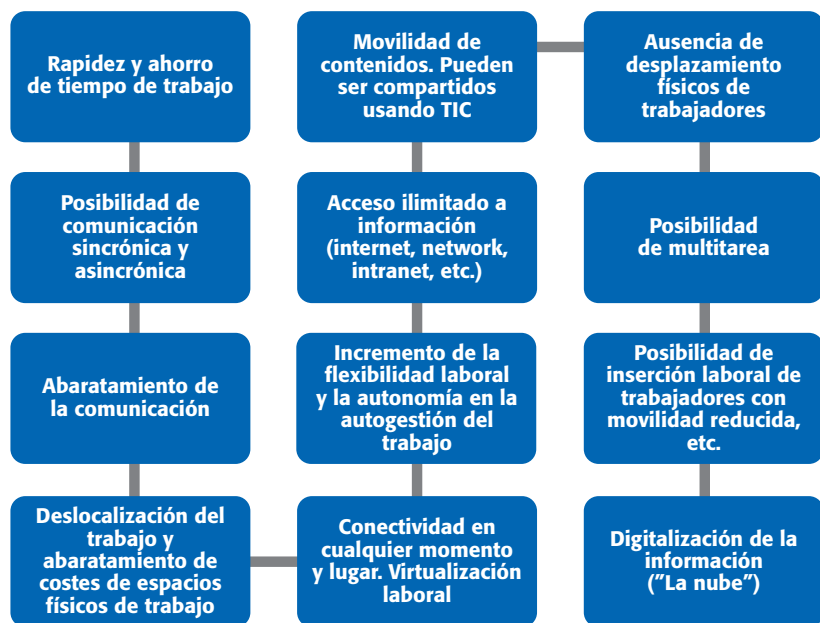 Rapidez y ahorro
de tiempo de trabajo
Posibilidad de
comunicación
sincrónica y
asincrónica
Abaratamiento de
la comunicación
Deslocalización del
trabajo y
abaratamiento de
costes de espacios
físicos de trabajo
Conectividad en
cualquier momento
y lugar. Virtualización
laboral
Incremento de la
flexibilidad laboral
y la autonomía en la
autogestión del
trabajo
Acceso ilimitado a
información
(internet, network,
intranet, etc.)
Movilidad de
contenidos. Pueden
ser compartidos
usando TIC
Ausencia de
desplazamiento
físicos de
trabajadores
Posibilidad
de multitarea
Posibilidad de
inserción laboral de
trabajadores con
movilidad reducida,
etc.
Digitalización de la
información
("La nube")